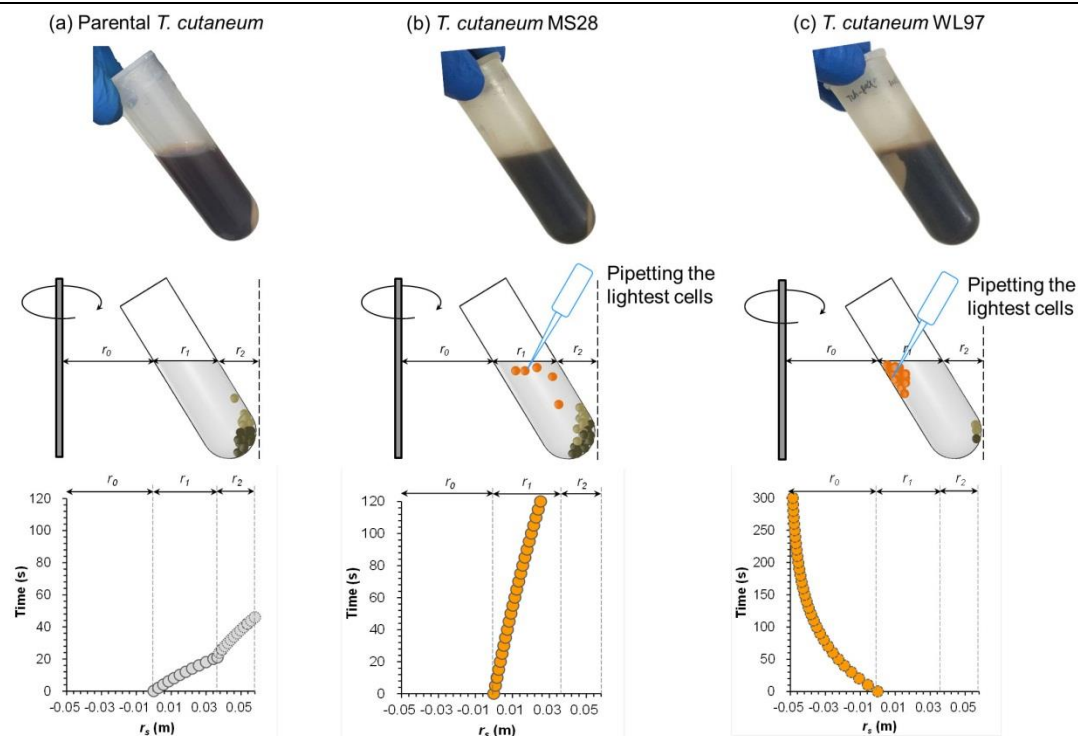 (a) Parental T. cutaneum
(b) T. cutaneum MS28
(c) T. cutaneum WL97
Pipetting the
lightest cells
Pipetting the
lightest cells
r0 r1 r2
r0 r1 r2
r0 r1 r2
r0 r1 r2
120
100
80
60
40
20
0
Time (s)
-0.05 -0.03 -0.01 0.01 0.03 0.05
rs (m)
r0 r1 r2
120
100
80
60
40
20
0
Time (s)
-0.05 -0.03 -0.01 0.01 0.03 0.05
rs (m)
r0 r1 r2
300
250
200
150
100
50
0
Time (s)
-0.05 -0.03 -0.01 0.01 0.03 0.05
rs (m)